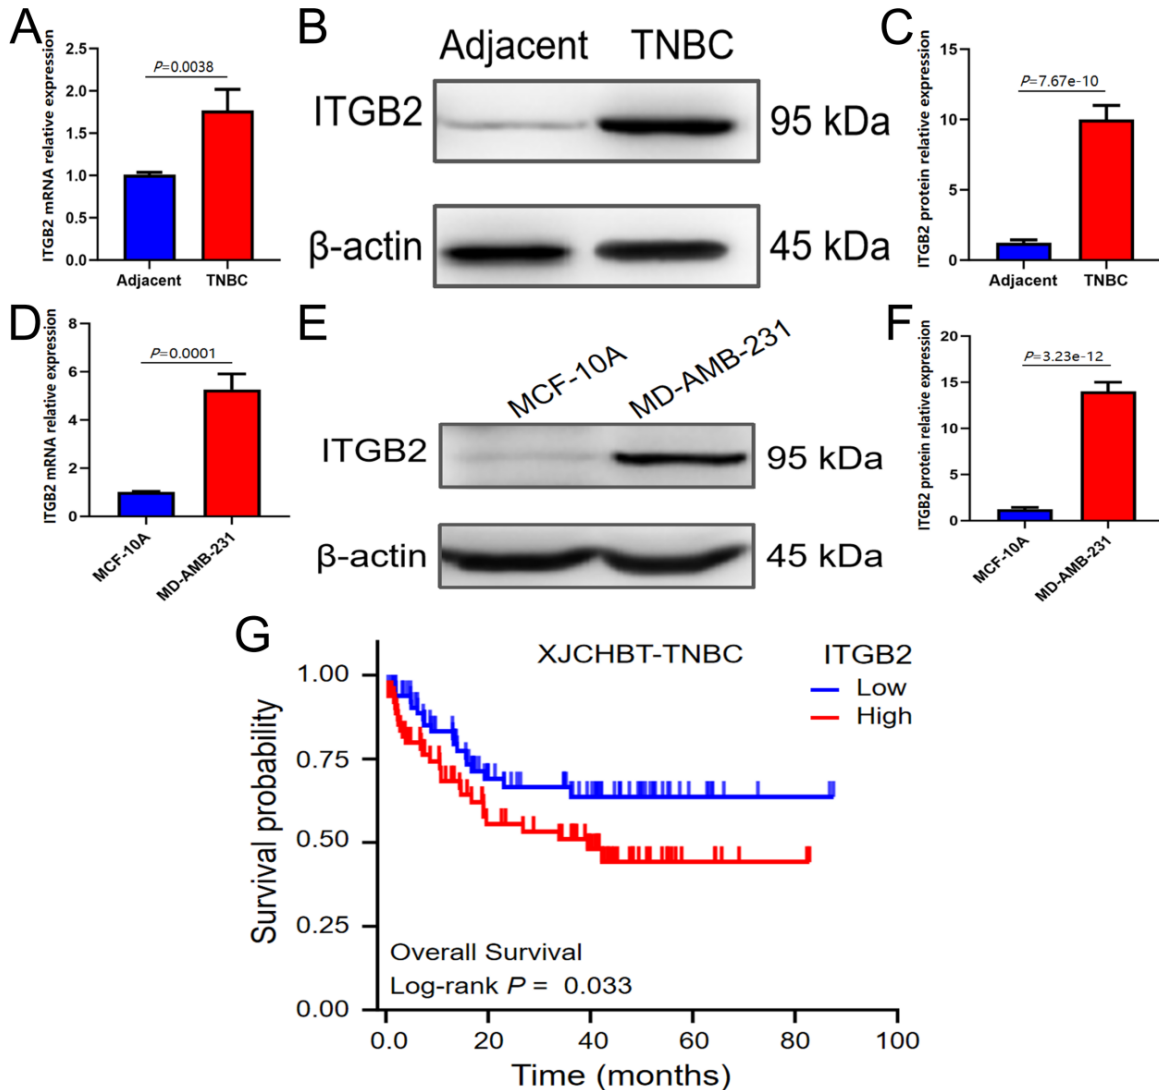 A
2.5
2.0
1.5
1.0
0.5
0.0
ITGB2 mRNA relative expression
P=0.0038
Adjacent
TNBC
B
Adjacent
TNBC
ITGB2
95 kDa
β-actin
45 kDa
C
15
10
5
0
ITGB2 protein relative expression
P=7.67e-10
Adjacent
TNBC
D
8
6
4
2
0
ITGB2 mRNA relative expression
P=0.0001
MCF-10A
MD-AMB-231
E
MCF-10A
MD-AMB-231
ITGB2
95 kDa
β-actin
45 kDa
F
20
15
10
5
0
ITGB2 protein relative expression
P=3.23e-12
MCF-10A
MD-AMB-231
G
XJCHBT-TNBC
ITGB2
Low
High
1.00
0.75
0.50
0.25
0.00
Survival probability
Overall Survival
Log-rank P = 0.033
0.0
20
40
60
80
100
Time (months)